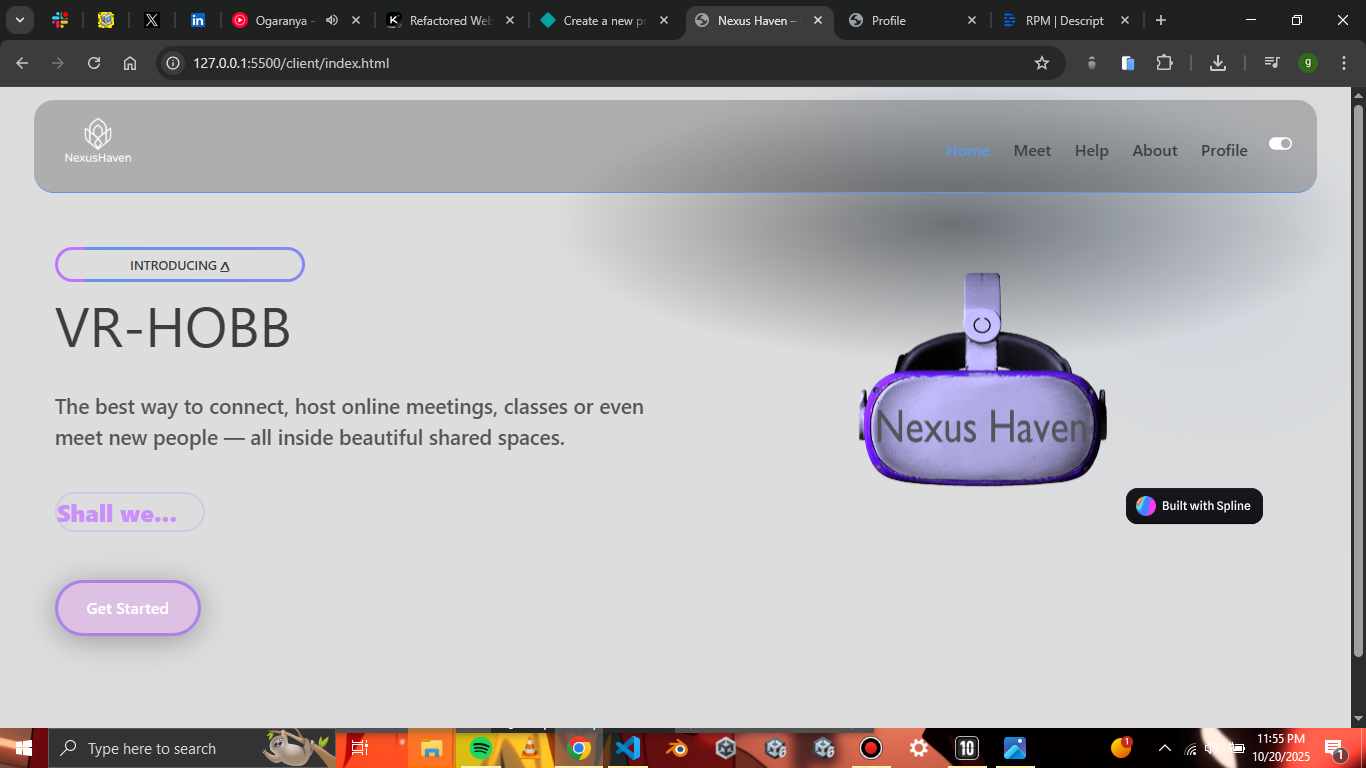 Ogaranya -
Refactored Web
Create a new pr
Nexus Haven –
Profile
RPM | Descript
127.0.0.1:5500/client/index.html
g
NexusHaven
Home
Meet
Help
About
Profile
INTRODUCING ^
VR-HOBB
The best way to connect, host online meetings, classes or even
meet new people — all inside beautiful shared spaces.
Nexus Haven
Shall we...
Built with Spline
Get Started
Type here to search
10
1
11:55 PM
10/20/2025
1